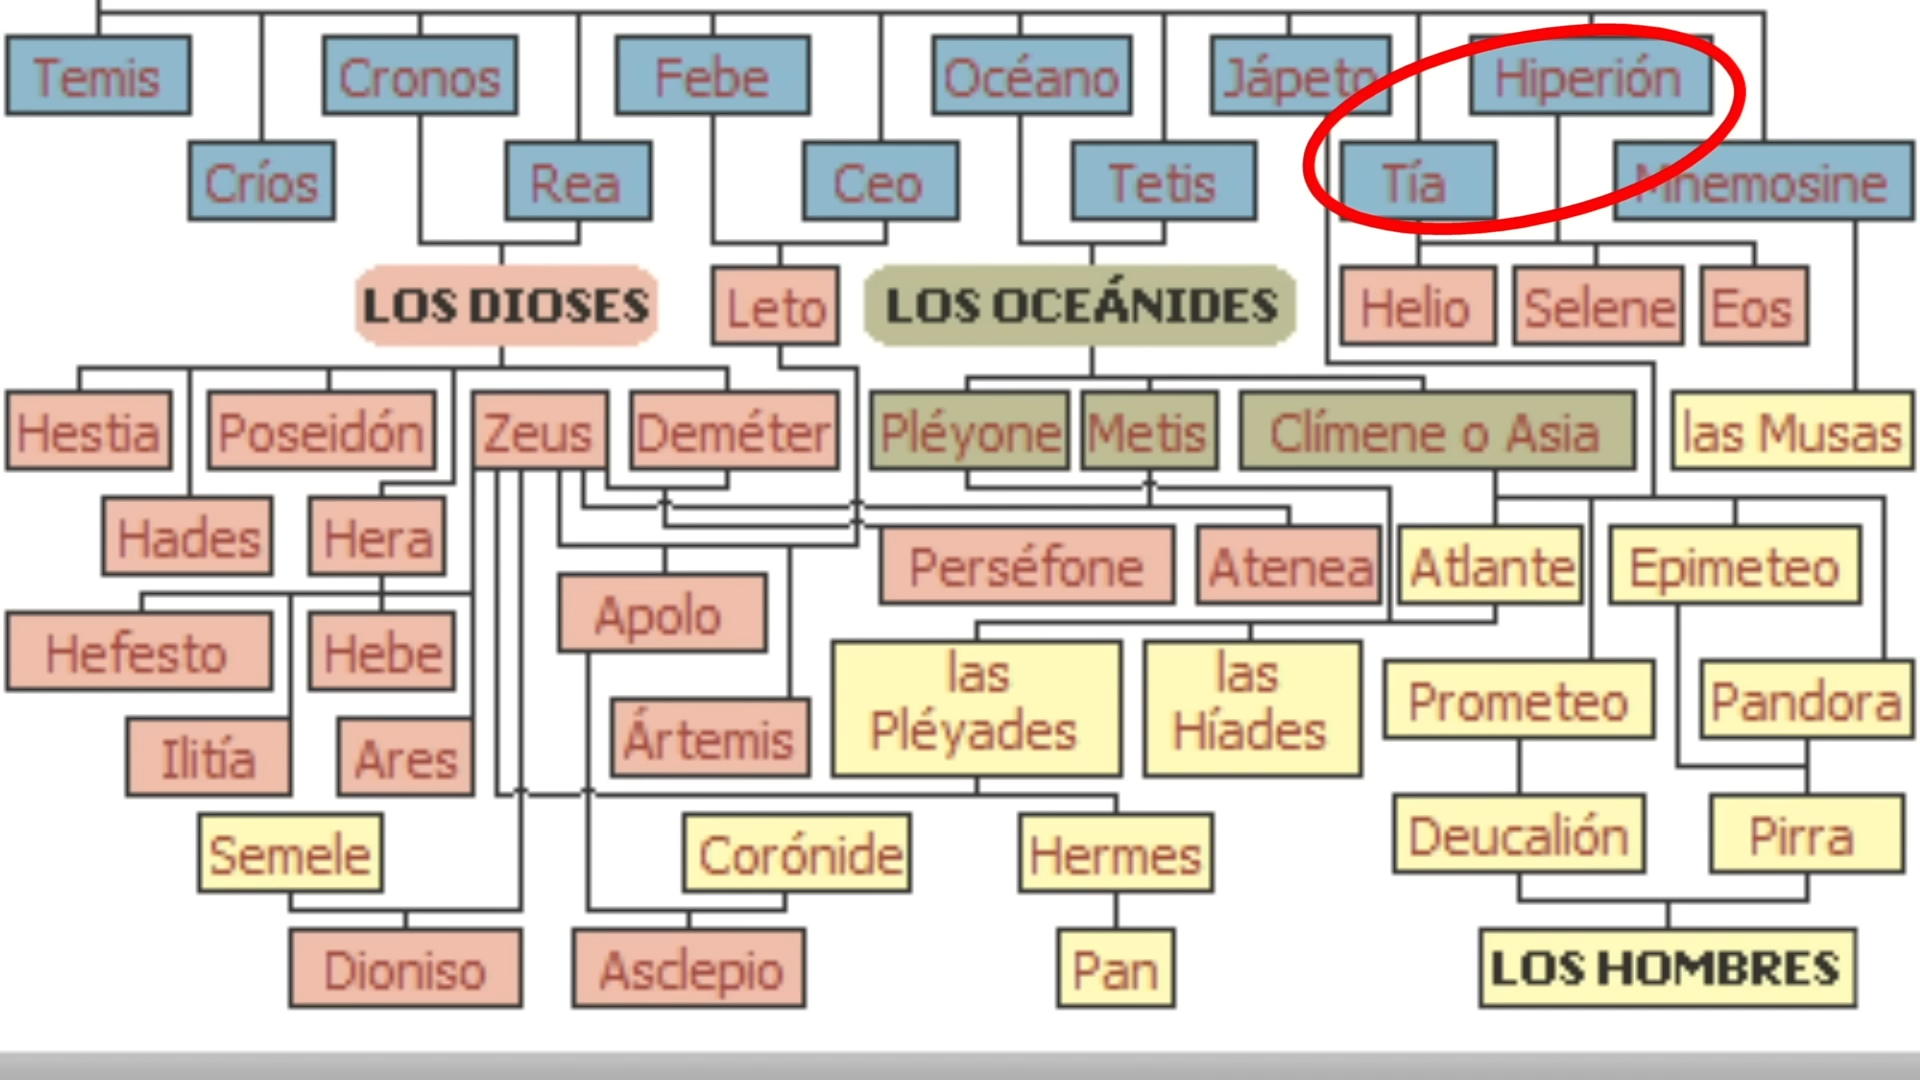 Temis
Cronos
Febe
Océano
Jápeto
Hiperión
Críos
Rea
Ceo
Tetis
Tía
Mnemosine
LOS DIOSES
Leto
LOS OCEÁNIDES
Helio
Selene
Eos
Hestia
Poseidón
Zeus
Deméter
Pléyone
Metis
Clímene o Asia
las Musas
Hades
Hera
Perséfone
Atenea
Atlante
Epimeteo
Hefesto
Hebe
Apolo
las
Pléyades
las
Híades
Prometeo
Pandora
Ilitía
Ares
Ártemis
Semele
Corónide
Hermes
Deucalión
Pirra
Dioniso
Asclepio
Pan
LOS HOMBRES